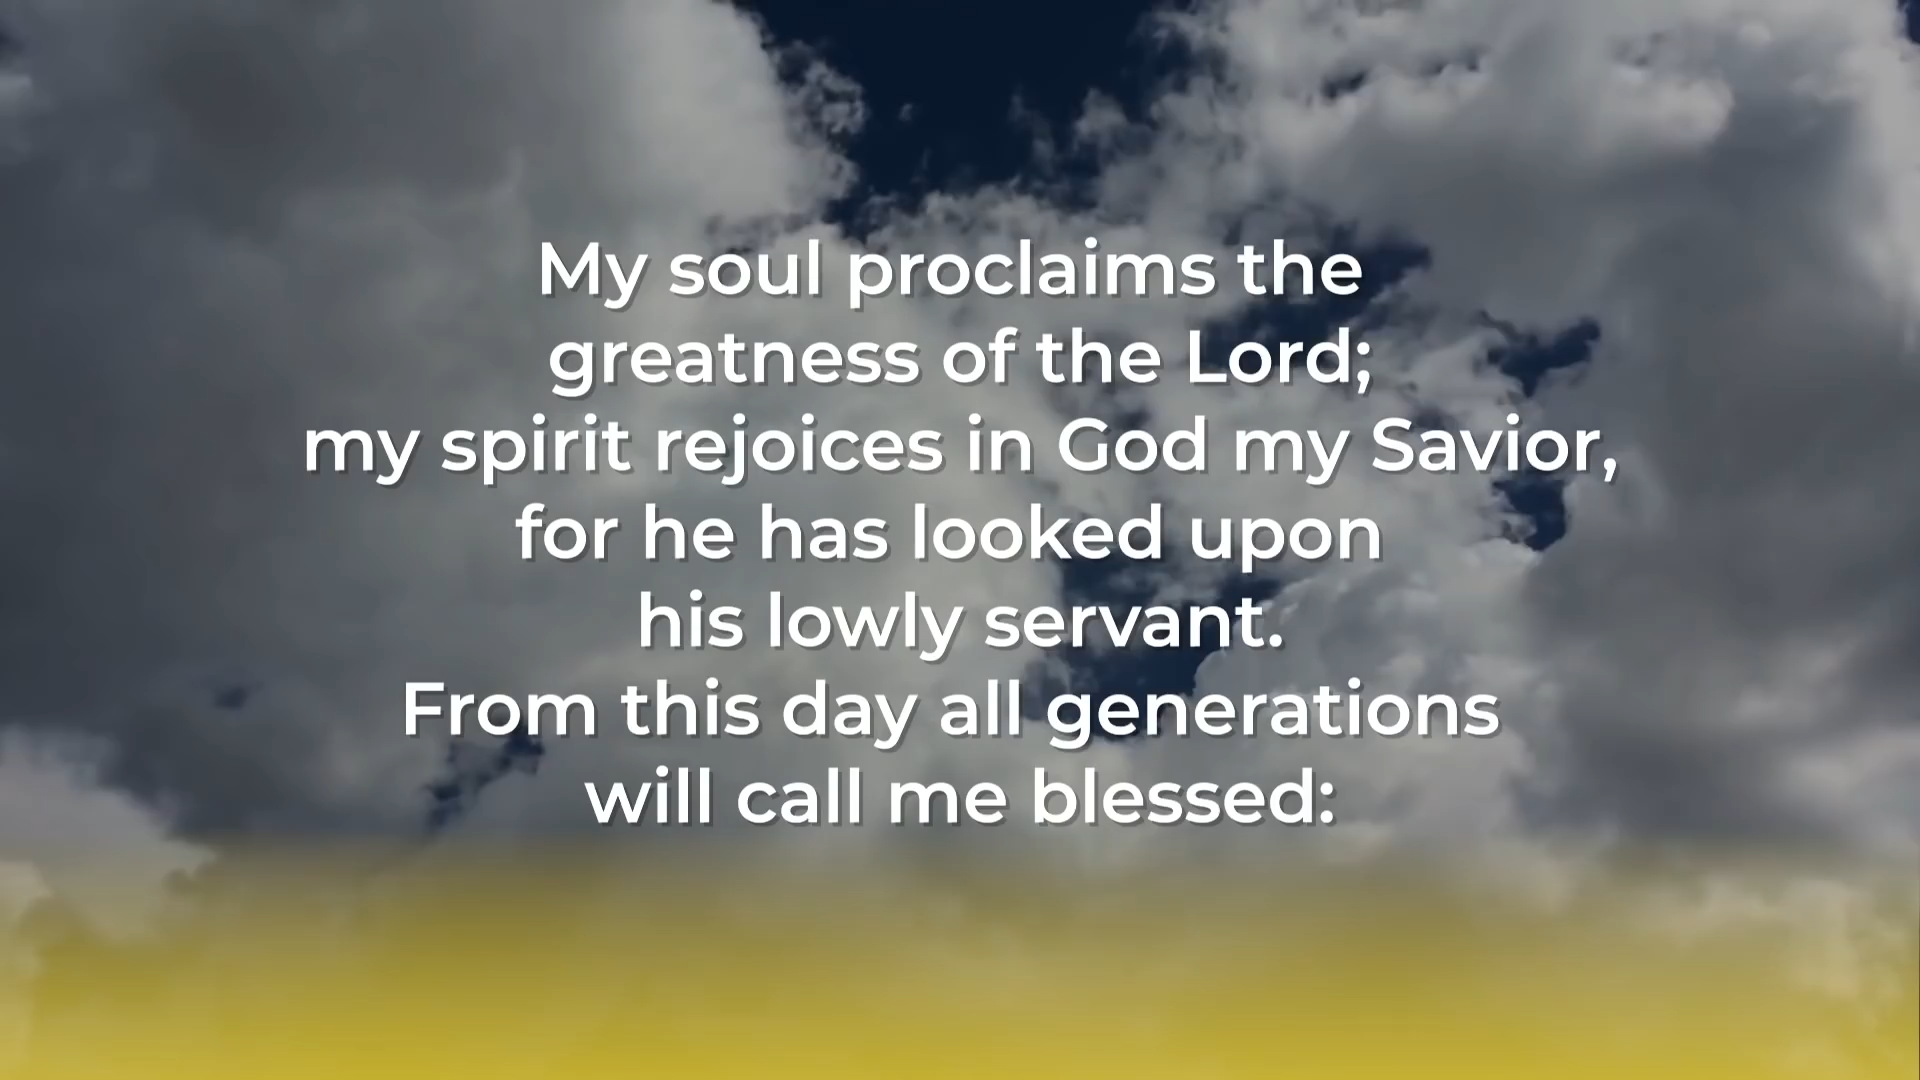 My soul proclaims the
greatness of the Lord;
my spirit rejoices in God my Savior,
for he has looked upon
his lowly servant.
From this day all generations
will call me blessed: